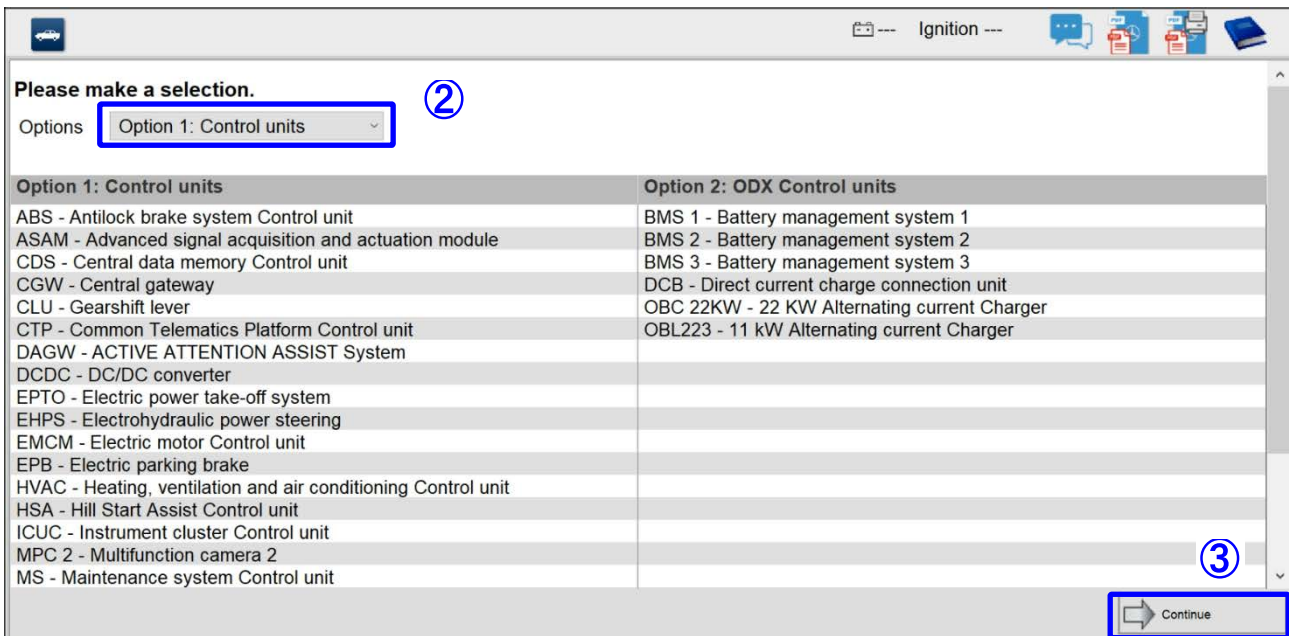 --- Ignition ---
Please make a selection.
②
Options Option 1: Control units
Option 1: Control units Option 2: ODX Control units
ABS - Antilock brake system Control unit BMS 1 - Battery management system 1
ASAM - Advanced signal acquisition and actuation module BMS 2 - Battery management system 2
CDS - Central data memory Control unit BMS 3 - Battery management system 3
CGW - Central gateway DCB - Direct current charge connection unit
CLU - Gearshift lever OBC 22KW - 22 KW Alternating current Charger
CTP - Common Telematics Platform Control unit OBL223 - 11 kW Alternating current Charger
DAGW - ACTIVE ATTENTION ASSIST System
DCDC - DC/DC converter
EPTO - Electric power take-off system
EHPS - Electrohydraulic power steering
EMCM - Electric motor Control unit
EPB - Electric parking brake
HVAC - Heating, ventilation and air conditioning Control unit
HSA - Hill Start Assist Control unit
ICUC - Instrument cluster Control unit
MPC 2 - Multifunction camera 2
MS - Maintenance system Control unit
③
Continue